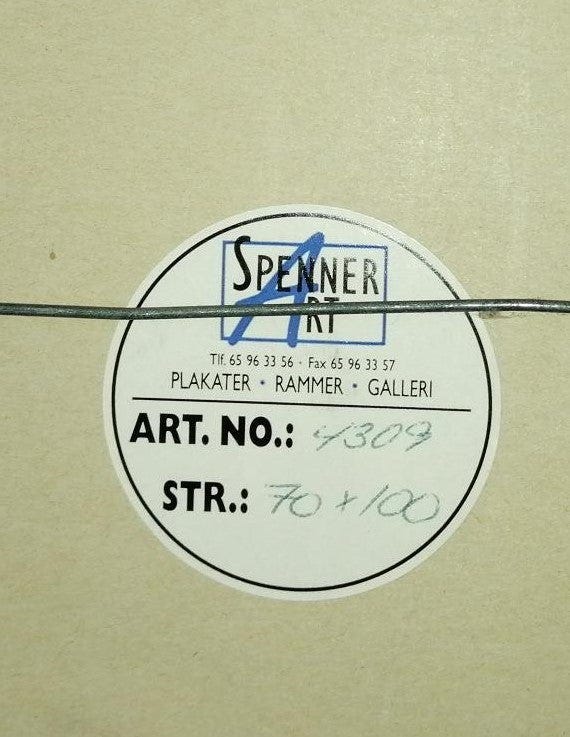 SPENNER
ART
Tlf. 65 96 33 56 · Fax 65 96 33 57
PLAKATER · RAMMER · GALLERI
ART. NO.: 4309
STR.: 70 x 100